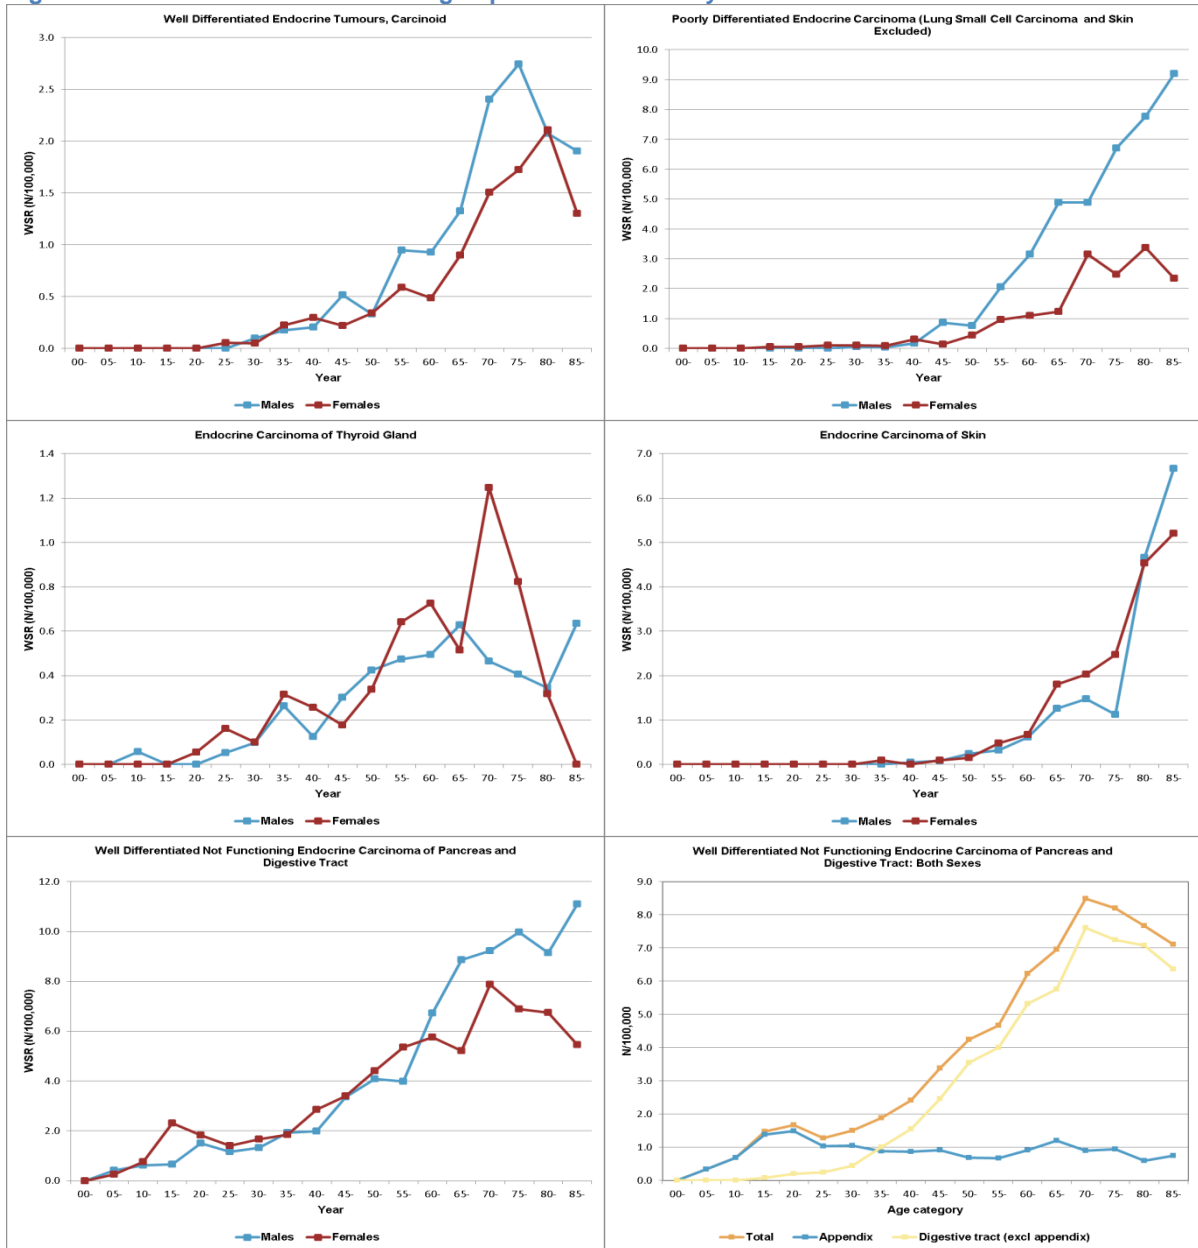 Well Differentiated Endocrine Tumours, Carcinoid
3.0
2.5
2.0
1.5
1.0
0.5
0.0
WSR (N/100,000)
00- 05- 10- 15- 20- 25- 30- 35- 40- 45- 50- 55- 60- 65- 70- 75- 80- 85-
Year
Males Females
Poorly Differentiated Endocrine Carcinoma (Lung Small Cell Carcinoma and Skin
Excluded)
10.0
9.0
8.0
7.0
6.0
5.0
4.0
3.0
2.0
1.0
0.0
WSR (N/100,000)
00- 05- 10- 15- 20- 25- 30- 35- 40- 45- 50- 55- 60- 65- 70- 75- 80- 85-
Year
Males Females
Endocrine Carcinoma of Thyroid Gland
1.4
1.2
1.0
0.8
0.6
0.4
0.2
0.0
WSR (N/100,000)
00- 05- 10- 15- 20- 25- 30- 35- 40- 45- 50- 55- 60- 65- 70- 75- 80- 85-
Year
Males Females
Endocrine Carcinoma of Skin
7.0
6.0
5.0
4.0
3.0
2.0
1.0
0.0
WSR (N/100,000)
00- 05- 10- 15- 20- 25- 30- 35- 40- 45- 50- 55- 60- 65- 70- 75- 80- 85-
Year
Males Females
Well Differentiated Not Functioning Endocrine Carcinoma of Pancreas and
Digestive Tract
12.0
10.0
8.0
6.0
4.0
2.0
0.0
WSR (N/100,000)
00- 05- 10- 15- 20- 25- 30- 35- 40- 45- 50- 55- 60- 65- 70- 75- 80- 85-
Year
Males Females
Well Differentiated Not Functioning Endocrine Carcinoma of Pancreas and
Digestive Tract: Both Sexes
9.0
8.0
7.0
6.0
5.0
4.0
3.0
2.0
1.0
0.0
N/100,000
00- 05- 10- 15- 20- 25- 30- 35- 40- 45- 50- 55- 60- 65- 70- 75- 80- 85-
Age category
Total Appendix Digestive tract (excl appendix)